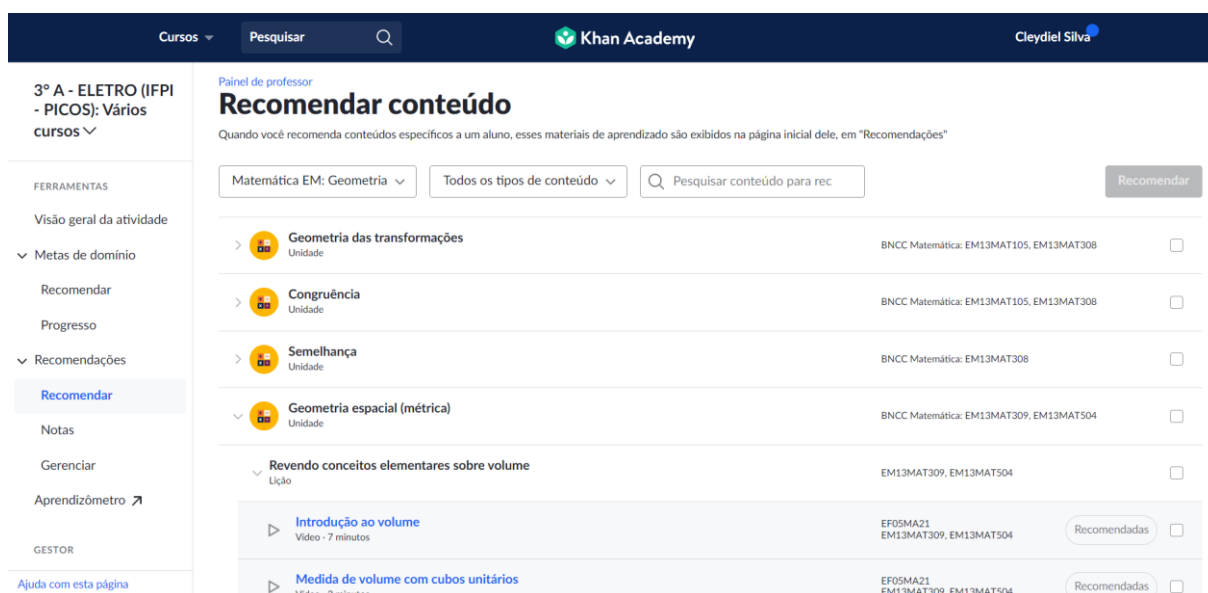 Cursos
Pesquisar
Khan Academy
Cleydiel Silva
3º A - ELETRO (IFPI
- PICOS): Vários
cursos
FERRAMENTAS
Visão geral da atividade
Metas de domínio
Recomendar
Progresso
Recomendações
Recomendar
Notas
Gerenciar
Aprendizômetro
GESTOR
Ajuda com esta página
Painel de professor
Recomendar conteúdo
Quando você recomenda conteúdos específicos a um aluno, esses materiais de aprendizado são exibidos na página inicial dele, em "Recomendações"
Matemática EM: Geometria
Todos os tipos de conteúdo
Pesquisar conteúdo para rec
Recomendar
Geometria das transformações
Unidade
BNCC Matemática: EM13MAT105, EM13MAT308
Congruência
Unidade
BNCC Matemática: EM13MAT105, EM13MAT308
Semelhança
Unidade
BNCC Matemática: EM13MAT308
Geometria espacial (métrica)
Unidade
BNCC Matemática: EM13MAT309, EM13MAT504
Revendo conceitos elementares sobre volume
Lição
EM13MAT309, EM13MAT504
Introdução ao volume
Vídeo - 7 minutos
EF05MA21
EM13MAT309, EM13MAT504
Recomendadas
Medida de volume com cubos unitários
EF05MA21
EM13MAT309, EM13MAT504
Recomendadas